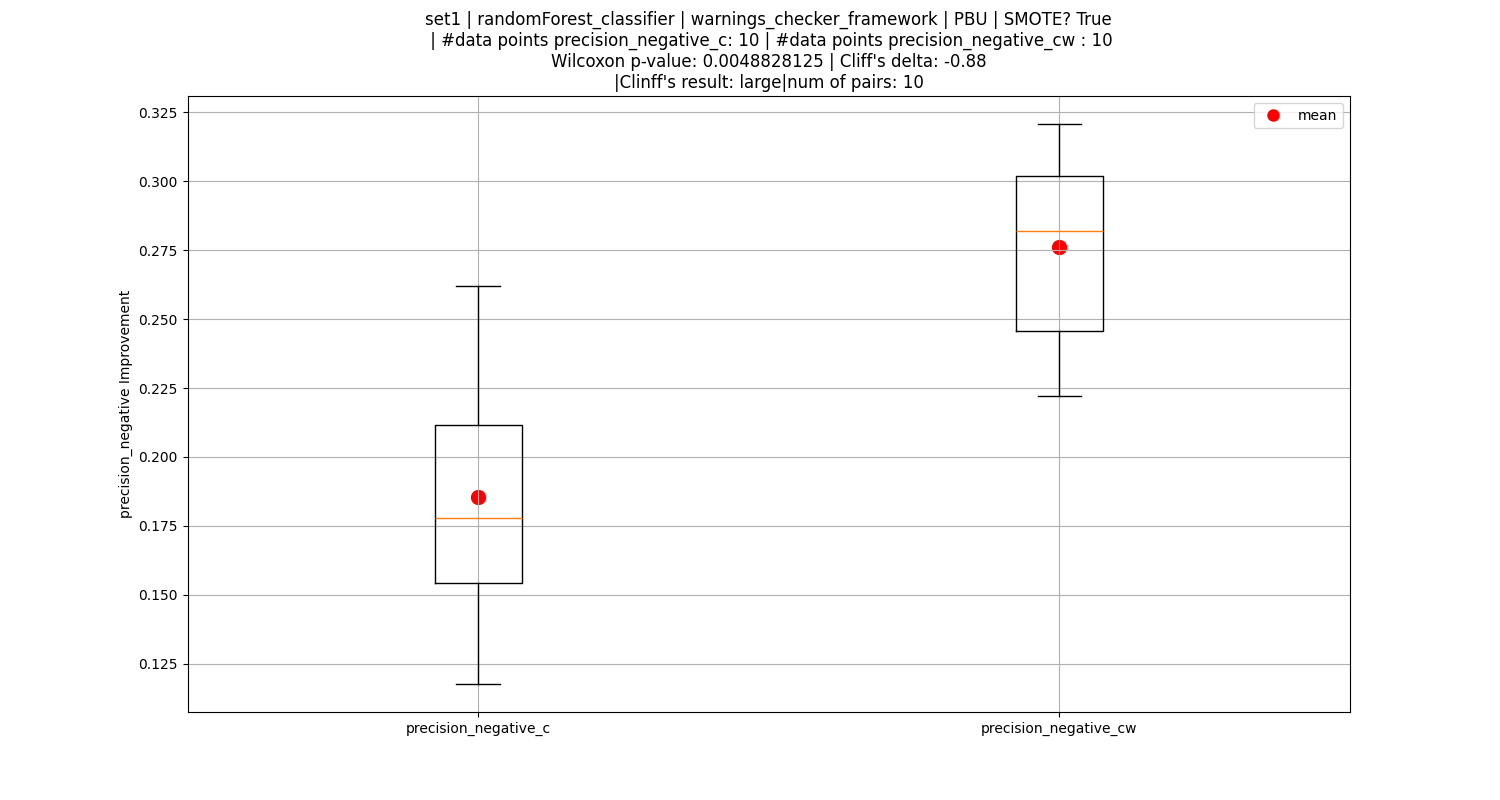 set1 | randomForest_classifier | warnings_checker_framework | PBU | SMOTE? True
| #data points precision_negative_c: 10 | #data points precision_negative_cw : 10
Wilcoxon p-value: 0.0048828125 | Cliff's delta: -0.88
|Clinff's result: large|num of pairs: 10
mean
precision_negative Improvement
0.325
0.300
0.275
0.250
0.225
0.200
0.175
0.150
0.125
precision_negative_c
precision_negative_cw